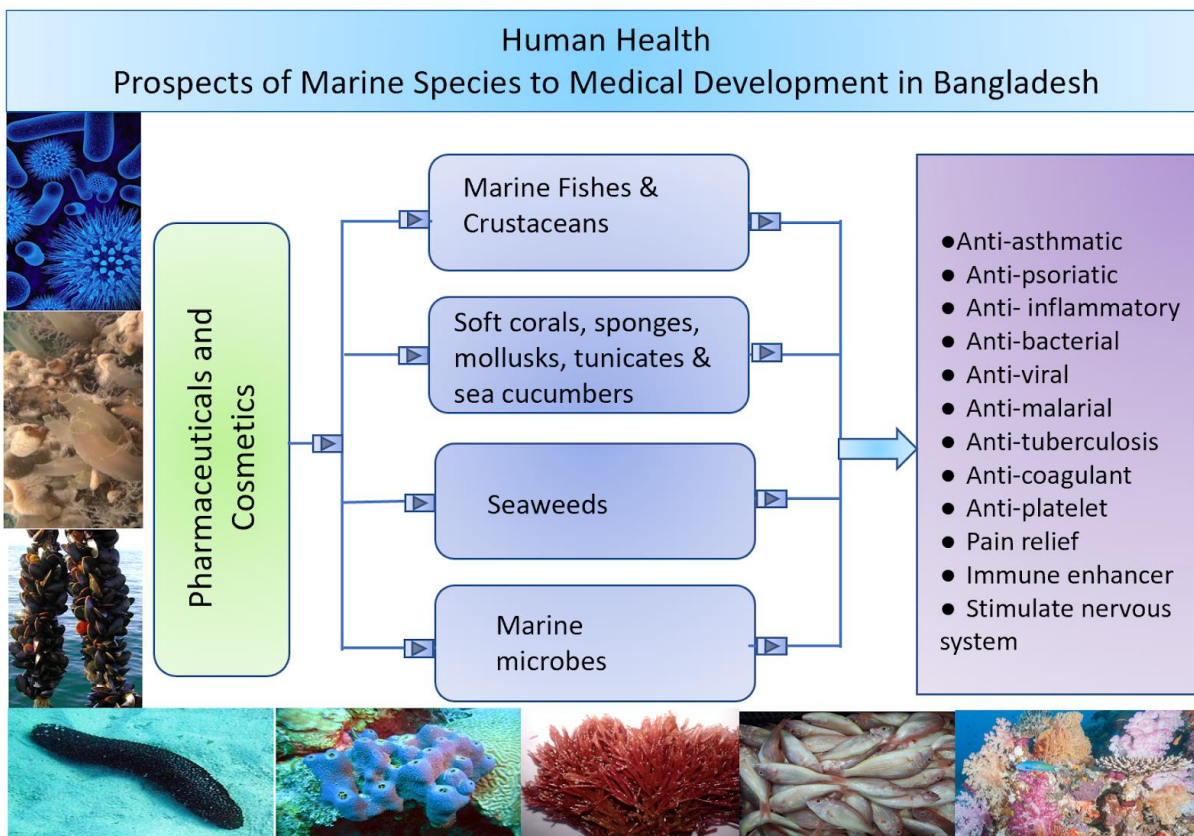 Human Health
Prospects of Marine Species to Medical Development in Bangladesh
Pharmaceuticals and
Cosmetics
Marine Fishes &
Crustaceans
Soft corals, sponges,
mollusks, tunicates &
sea cucumbers
Seaweeds
Marine
microbes
●Anti-asthmatic
● Anti-psoriatic
● Anti- inflammatory
● Anti-bacterial
● Anti-viral
● Anti-malarial
● Anti-tuberculosis
● Anti-coagulant
● Anti-platelet
● Pain relief
● Immune enhancer
● Stimulate nervous
system